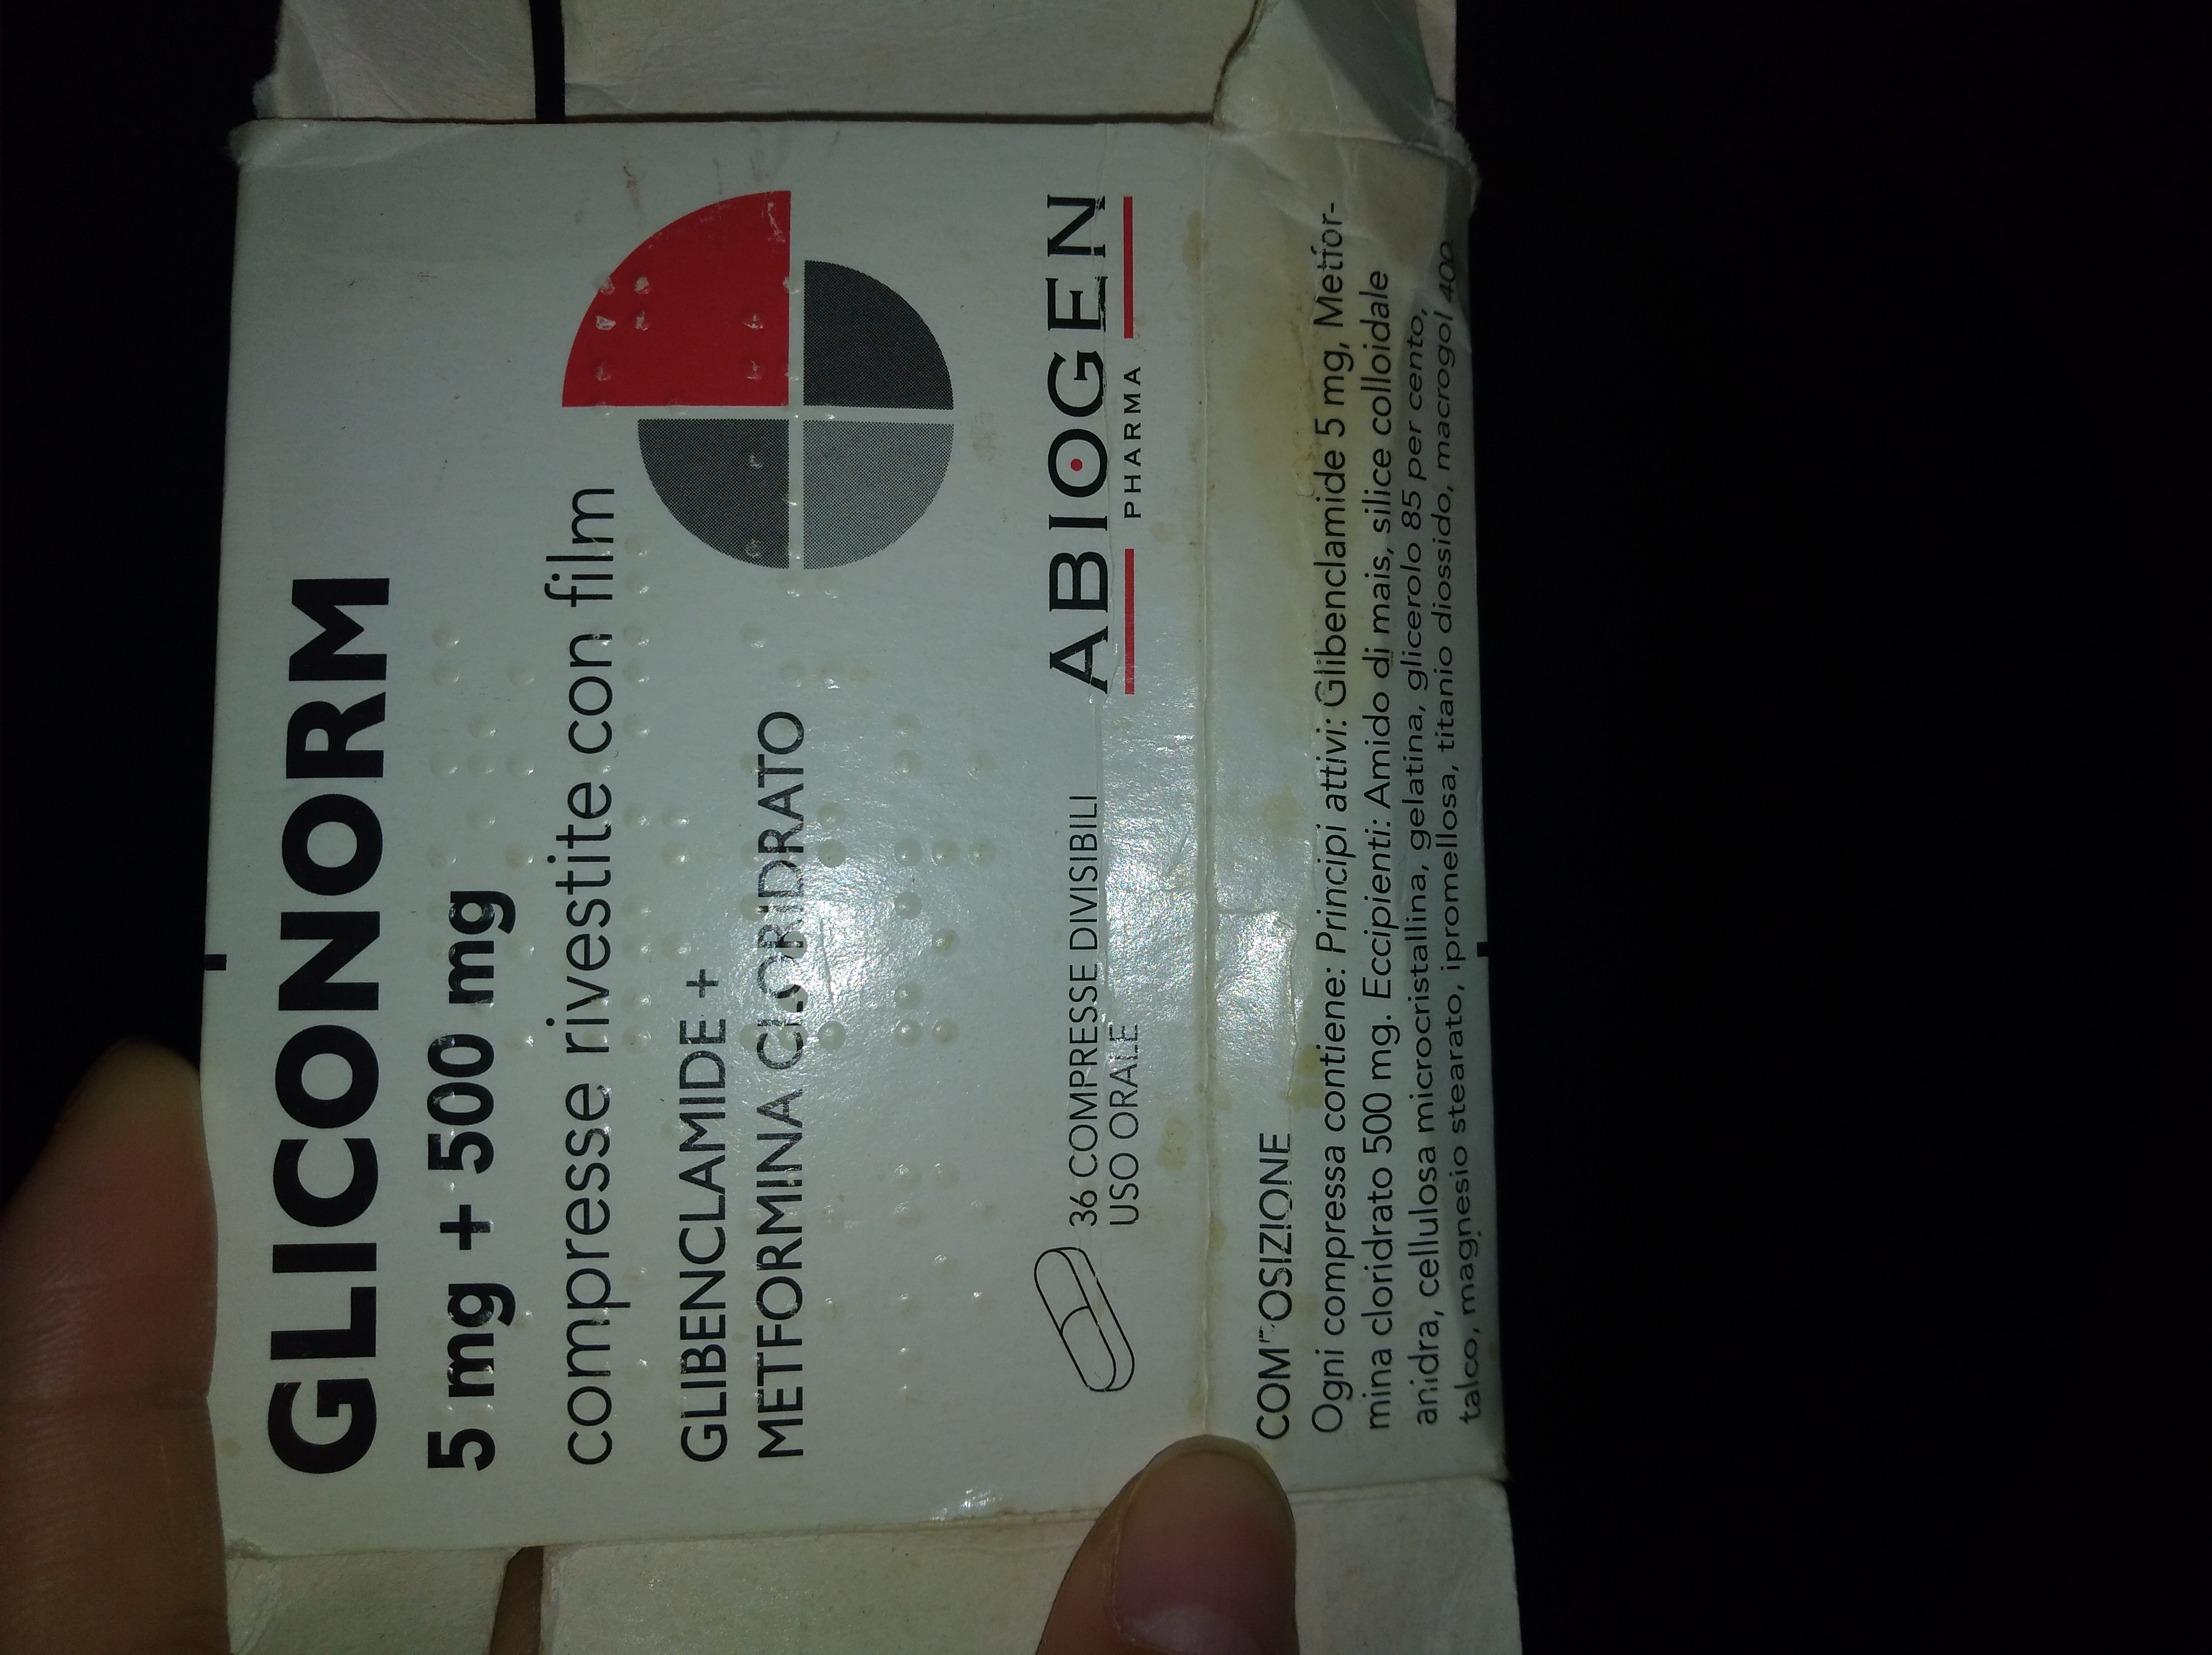 GLICONORM
5 mg + 500 mg
compresse rivestite con film
GLIBENCLAMIDE +
METFORMINA CLORIDRATO
36 COMPRESSE DIVISIBILI
USO ORALE
ABIOGEN
PHARMA
COMPOSIZIONE
Ogni compressa contiene: Principi attivi: Glibenclamide 5 mg, Metfor-
mina cloridrato 500 mg. Eccipienti: Amido di mais, silice colloidale
anidra, cellulosa microcristallina, gelatina, glicerolo 85 per cento,
talco, magnesio stearato, ipromellosa, titanio diossido, macrogol 400